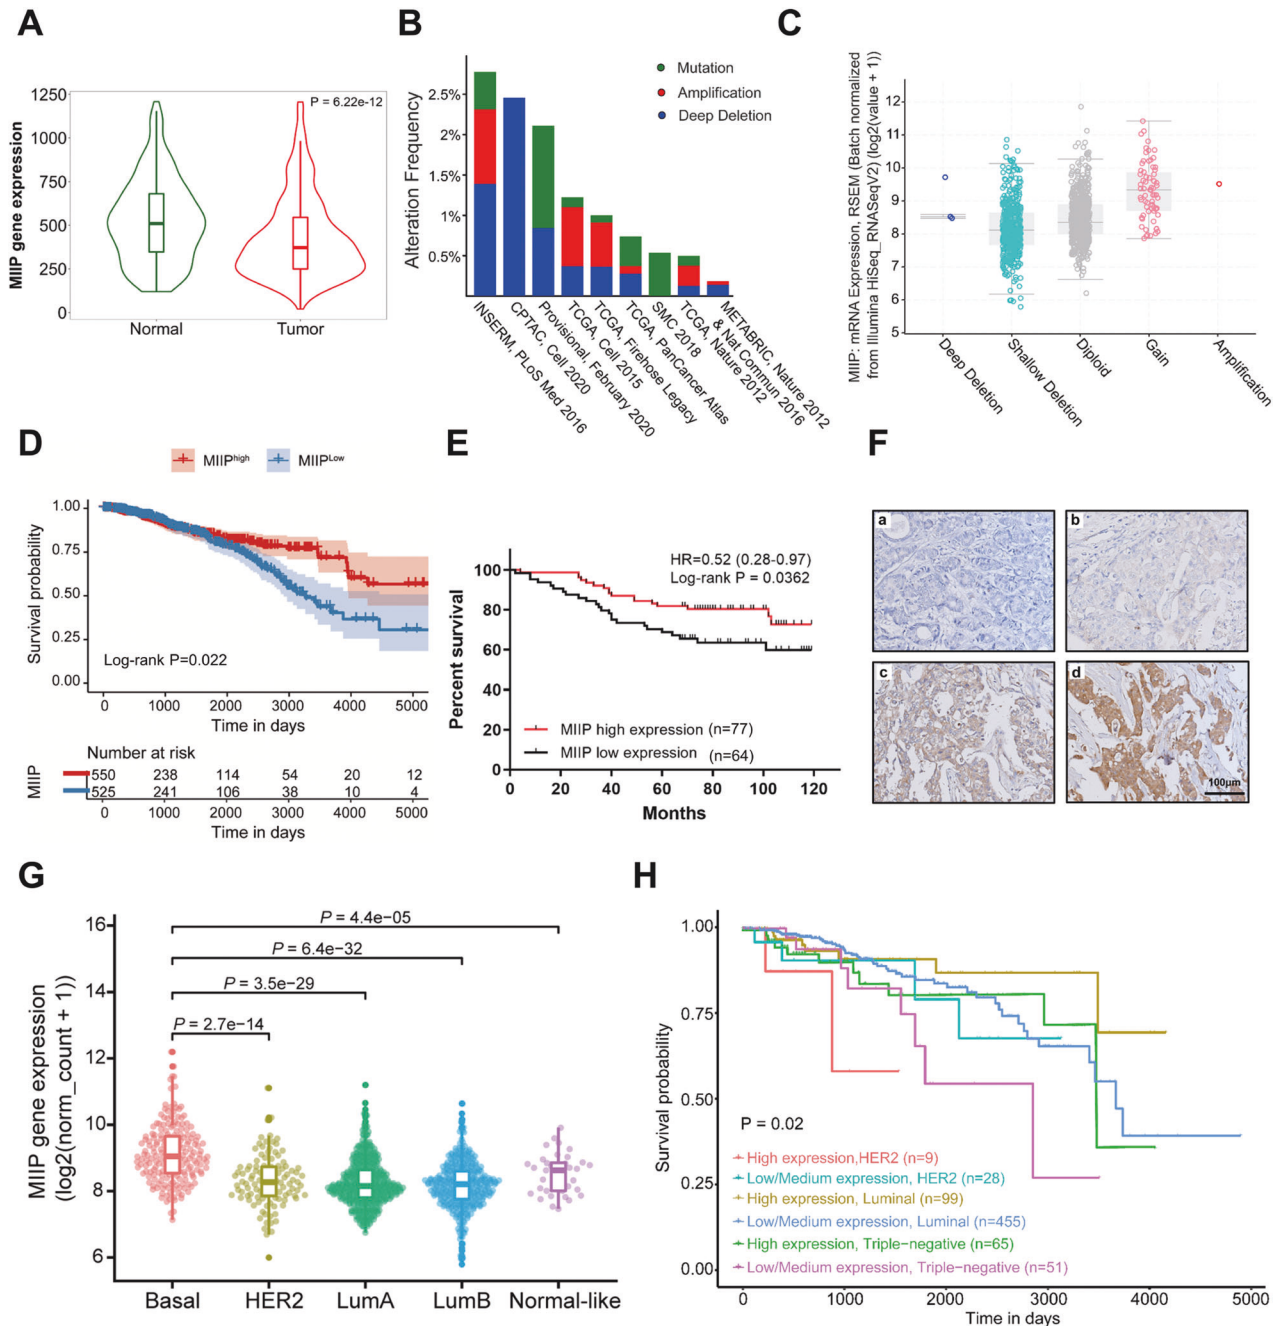 A
MIIP gene expression
1250
1000
750
500
250
0
P = 6.22e-12
Normal
Tumor
B
Alteration Frequency
2.5%
2%
1.5%
1%
0.5%
Mutation
Amplification
Deep Deletion
INSERM, PLoS Med 2016
CPTAC, Cell 2020
Provisional, February 2020
TCGA, Cell 2015
TCGA, Firehose Legacy
TCGA, PanCancer Atlas
SMC 2018
TCGA, Nature 2012
METABRIC, Nature 2012
& Nat Commun 2016
C
MIIP: mRNA Expression, RSEM (Batch normalized
from Illumina HiSeq_RNASeqV2) (log2(value + 1))
12
11
10
9
8
7
6
5
Deep Deletion
Shallow Deletion
Diploid
Gain
Amplification
D
MIIPhigh
MIIPLow
Survival probability
1.00
0.75
0.50
0.25
0.00
Log-rank P=0.022
0 1000 2000 3000 4000 5000
Time in days
Number at risk
MIIP
550 238 114 54 20 12
525 241 106 38 10 4
0 1000 2000 3000 4000 5000
Time in days
E
Percent survival
100
80
60
40
20
0
HR=0.52 (0.28-0.97)
Log-rank P = 0.0362
MIIP high expression (n=77)
MIIP low expression (n=64)
0 20 40 60 80 100 120
Months
F
a
b
c
d
100μm
G
MIIP gene expression
(log2(norm_count + 1))
16
14
12
10
8
6
P = 4.4e−05
P = 6.4e−32
P = 3.5e−29
P = 2.7e−14
Basal
HER2
LumA
LumB
Normal-like
H
Survival probability
1.00
0.75
0.50
0.25
0.00
P = 0.02
High expression,HER2 (n=9)
Low/Medium expression, HER2 (n=28)
High expression, Luminal (n=99)
Low/Medium expression, Luminal (n=455)
High expression, Triple−negative (n=65)
Low/Medium expression, Triple−negative (n=51)
0 1000 2000 3000 4000 5000
Time in days